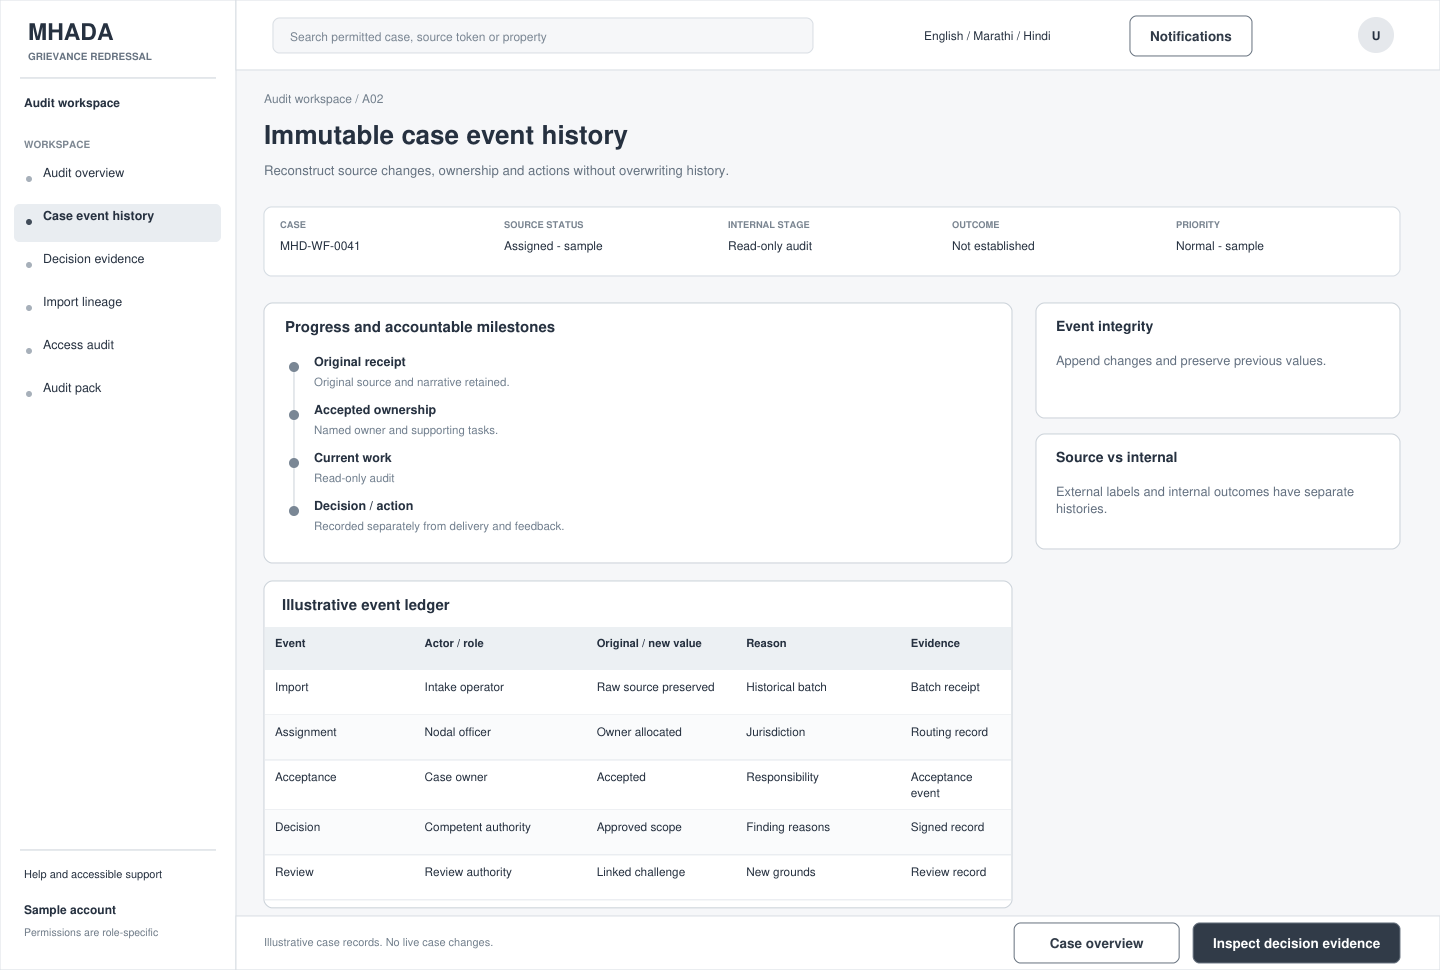 MHADA
GRIEVANCE REDRESSAL
Audit workspace
WORKSPACE
Audit overview
Case event history
Decision evidence
Import lineage
Access audit
Audit pack
Help and accessible support
Sample account
Permissions are role-specific
Search permitted case, source token or property
English / Marathi / Hindi
Notifications
U
Audit workspace / A02
Immutable case event history
Reconstruct source changes, ownership and actions without overwriting history.
CASE
MHD-WF-0041
SOURCE STATUS
Assigned - sample
INTERNAL STAGE
Read-only audit
OUTCOME
Not established
PRIORITY
Normal - sample
Progress and accountable milestones
Original receipt
Original source and narrative retained.
Accepted ownership
Named owner and supporting tasks.
Current work
Read-only audit
Decision / action
Recorded separately from delivery and feedback.
Event integrity
Append changes and preserve previous values.
Source vs internal
External labels and internal outcomes have separate
histories.
Illustrative event ledger
Event Actor / role Original / new value Reason Evidence
Import Intake operator Raw source preserved Historical batch Batch receipt
Assignment Nodal officer Owner allocated Jurisdiction Routing record
Acceptance Case owner Accepted Responsibility Acceptance
event
Decision Competent authority Approved scope Finding reasons Signed record
Review Review authority Linked challenge New grounds Review record
Illustrative case records. No live case changes.
Case overview
Inspect decision evidence